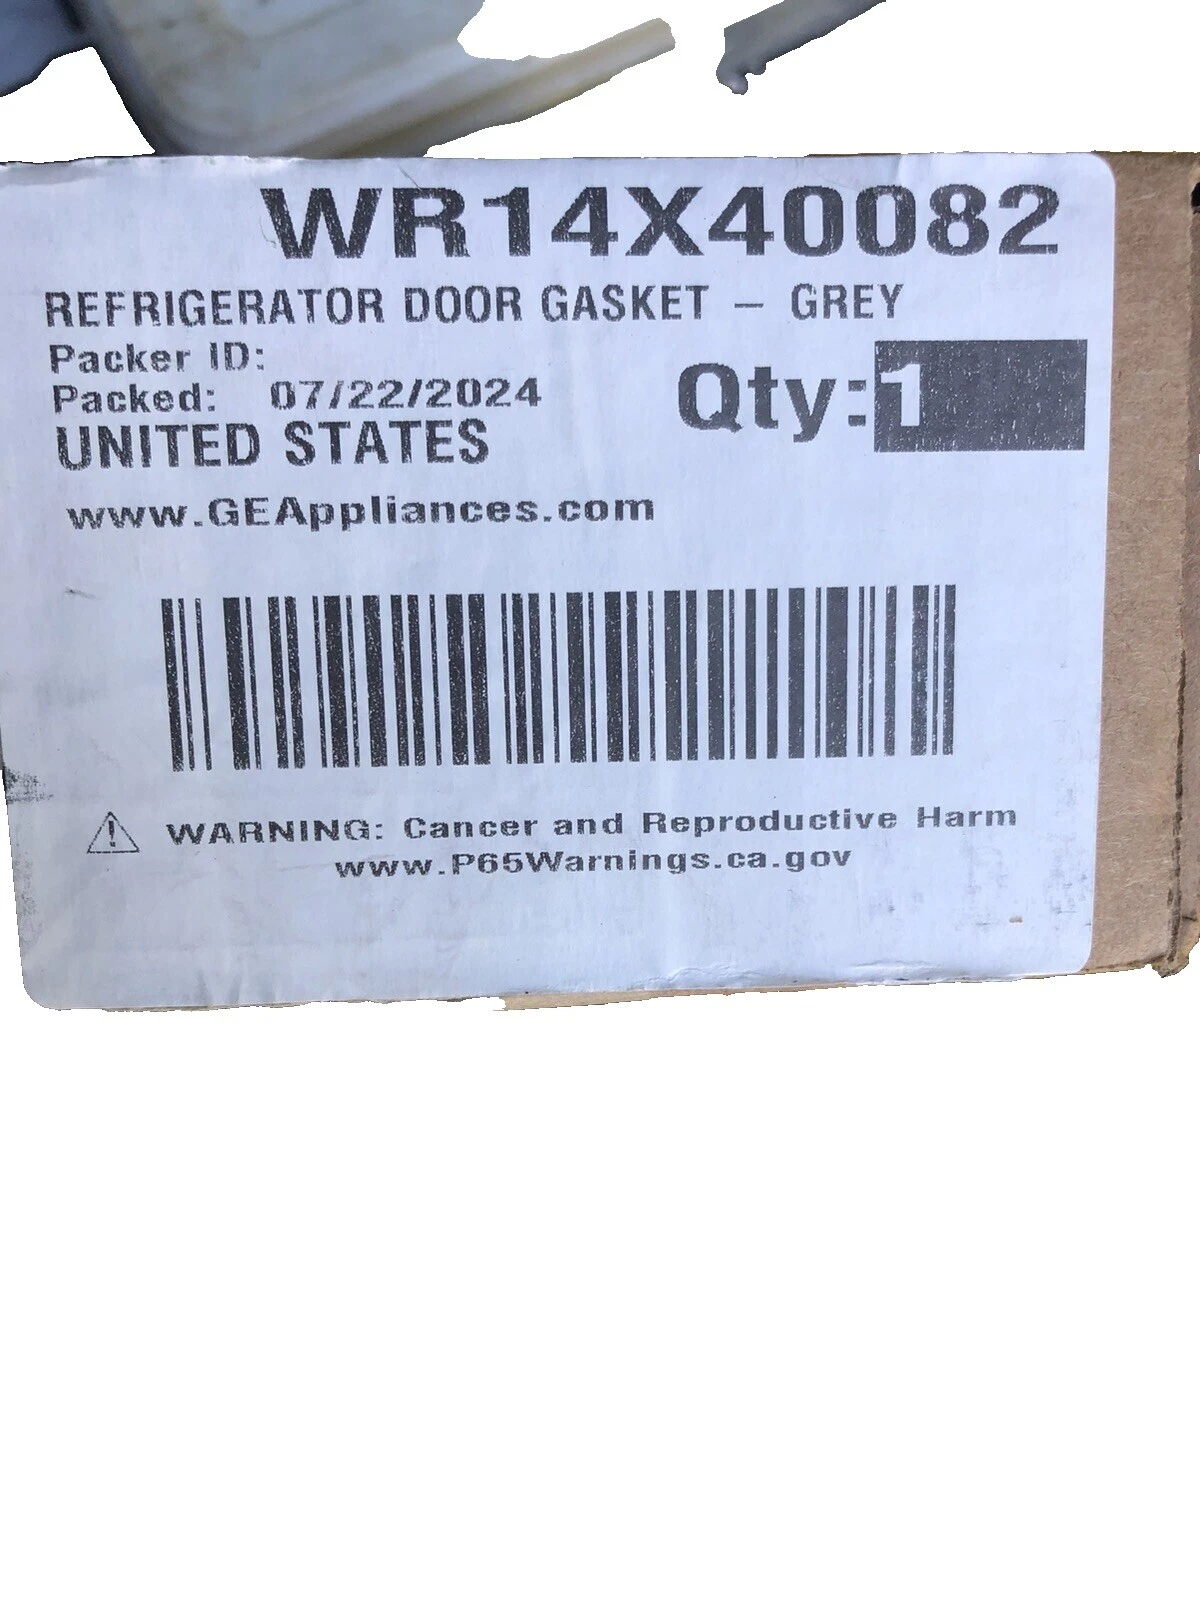 WR14X40082
REFRIGERATOR DOOR GASKET – GREY
Packer ID:
Packed: 07/22/2024
Qty:1
UNITED STATES
www.GEAppliances.com
WARNING: Cancer and Reproductive Harm
www.P65Warnings.ca.gov